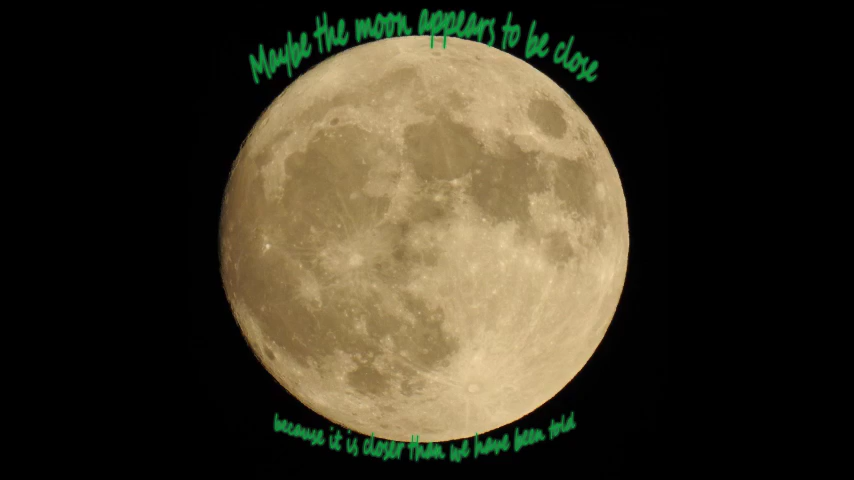 Maybe the moon appears to be close
because it is closer than we have been told